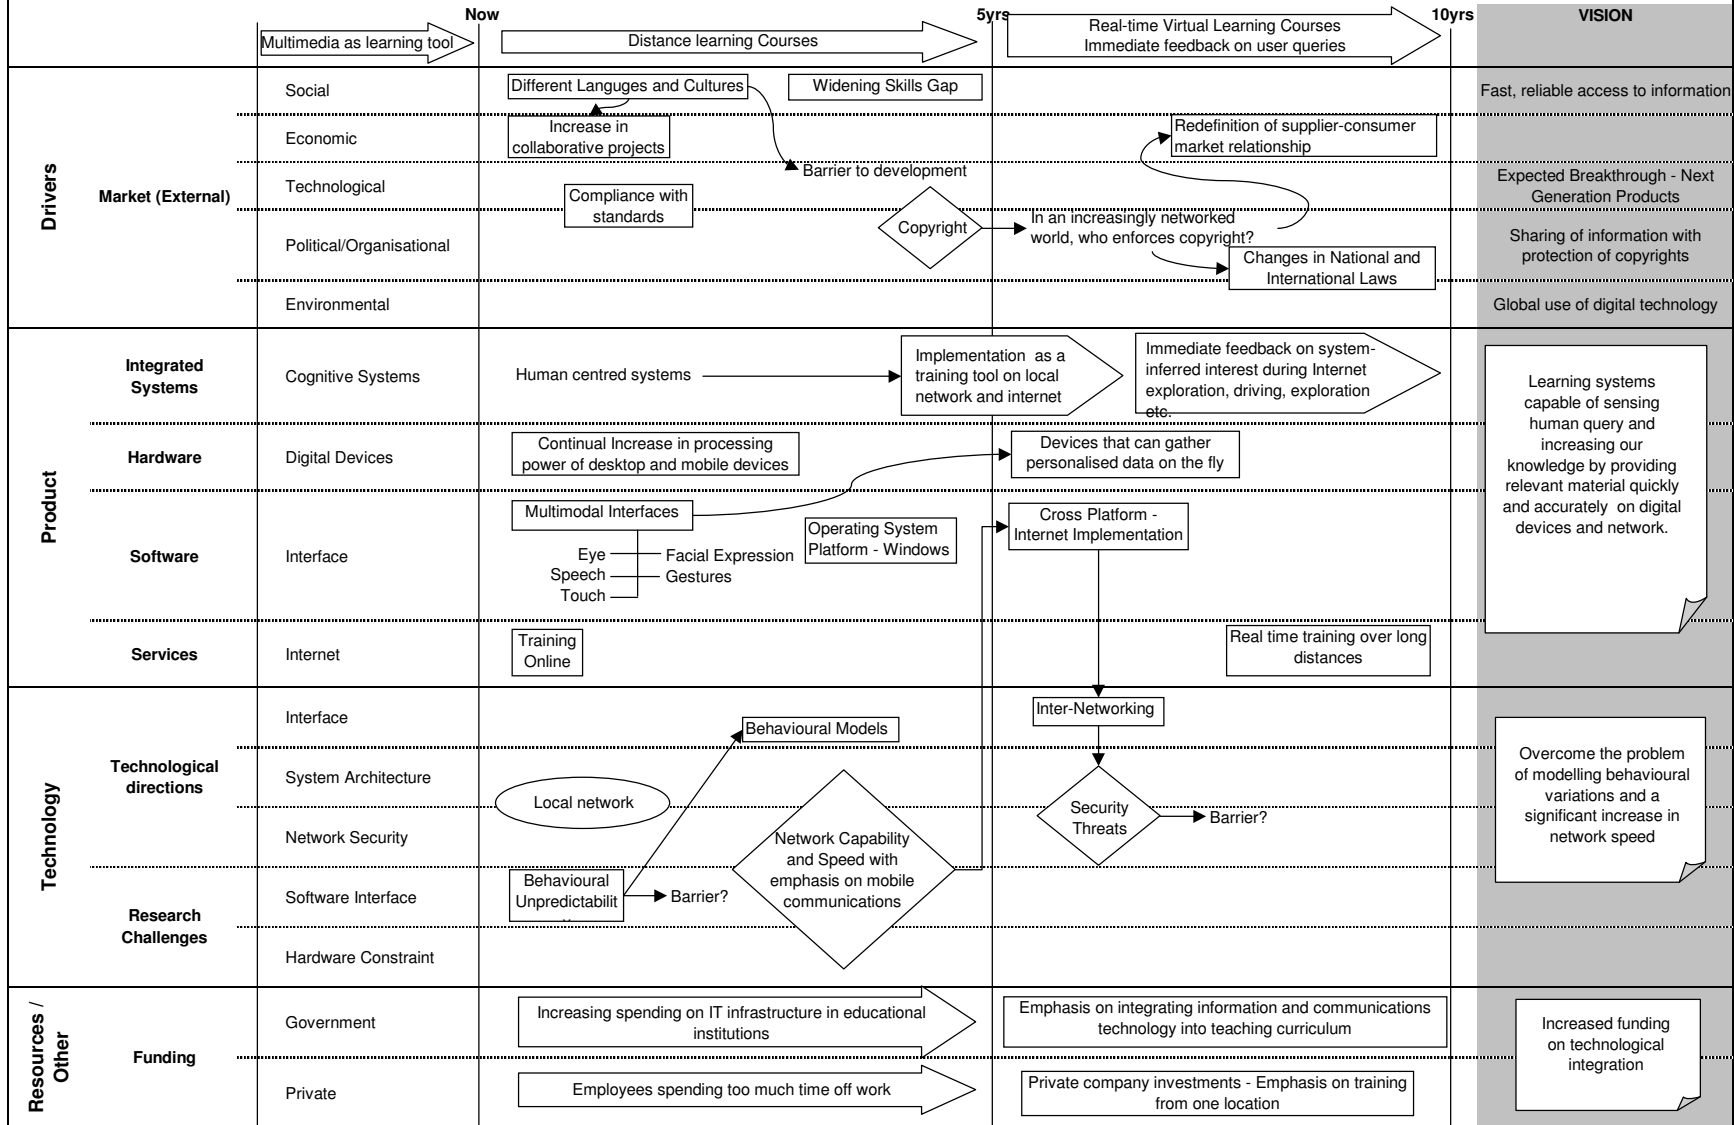 Now
5yrs
10yrs
VISION
Multimedia as learning tool
Distance learning Courses
Real-time Virtual Learning Courses
Immediate feedback on user queries
Drivers
Market (External)
Social
Different Languges and Cultures
Widening Skills Gap
Fast, reliable access to information
Economic
Increase in
collaborative projects
Redefinition of supplier-consumer
market relationship
Barrier to development
Technological
Compliance with
standards
Expected Breakthrough - Next
Generation Products
Political/Organisational
Copyright
In an increasingly networked
world, who enforces copyright?
Changes in National and
International Laws
Sharing of information with
protection of copyrights
Environmental
Global use of digital technology
Product
Integrated
Systems
Cognitive Systems
Human centred systems
Implementation as a
training tool on local
network and internet
Immediate feedback on system-
inferred interest during Internet
exploration, driving, exploration
etc.
Learning systems
capable of sensing
human query and
increasing our
knowledge by providing
relevant material quickly
and accurately on digital
devices and network.
Hardware
Digital Devices
Continual Increase in processing
power of desktop and mobile devices
Devices that can gather
personalised data on the fly
Software
Interface
Multimodal Interfaces
Eye
Facial Expression
Speech
Gestures
Touch
Operating System
Platform - Windows
Cross Platform -
Internet Implementation
Services
Internet
Training
Online
Real time training over long
distances
Technology
Technological
directions
Interface
Behavioural Models
Inter-Networking
System Architecture
Local network
Network Security
Security
Threats
Barrier?
Overcome the problem
of modelling behavioural
variations and a
significant increase in
network speed
Research
Challenges
Software Interface
Behavioural
Unpredictabilit
Barrier?
Network Capability
and Speed with
emphasis on mobile
communications
Hardware Constraint
Resources /
Other
Funding
Government
Increasing spending on IT infrastructure in educational
institutions
Emphasis on integrating information and communications
technology into teaching curriculum
Increased funding
on technological
integration
Private
Employees spending too much time off work
Private company investments - Emphasis on training
from one location